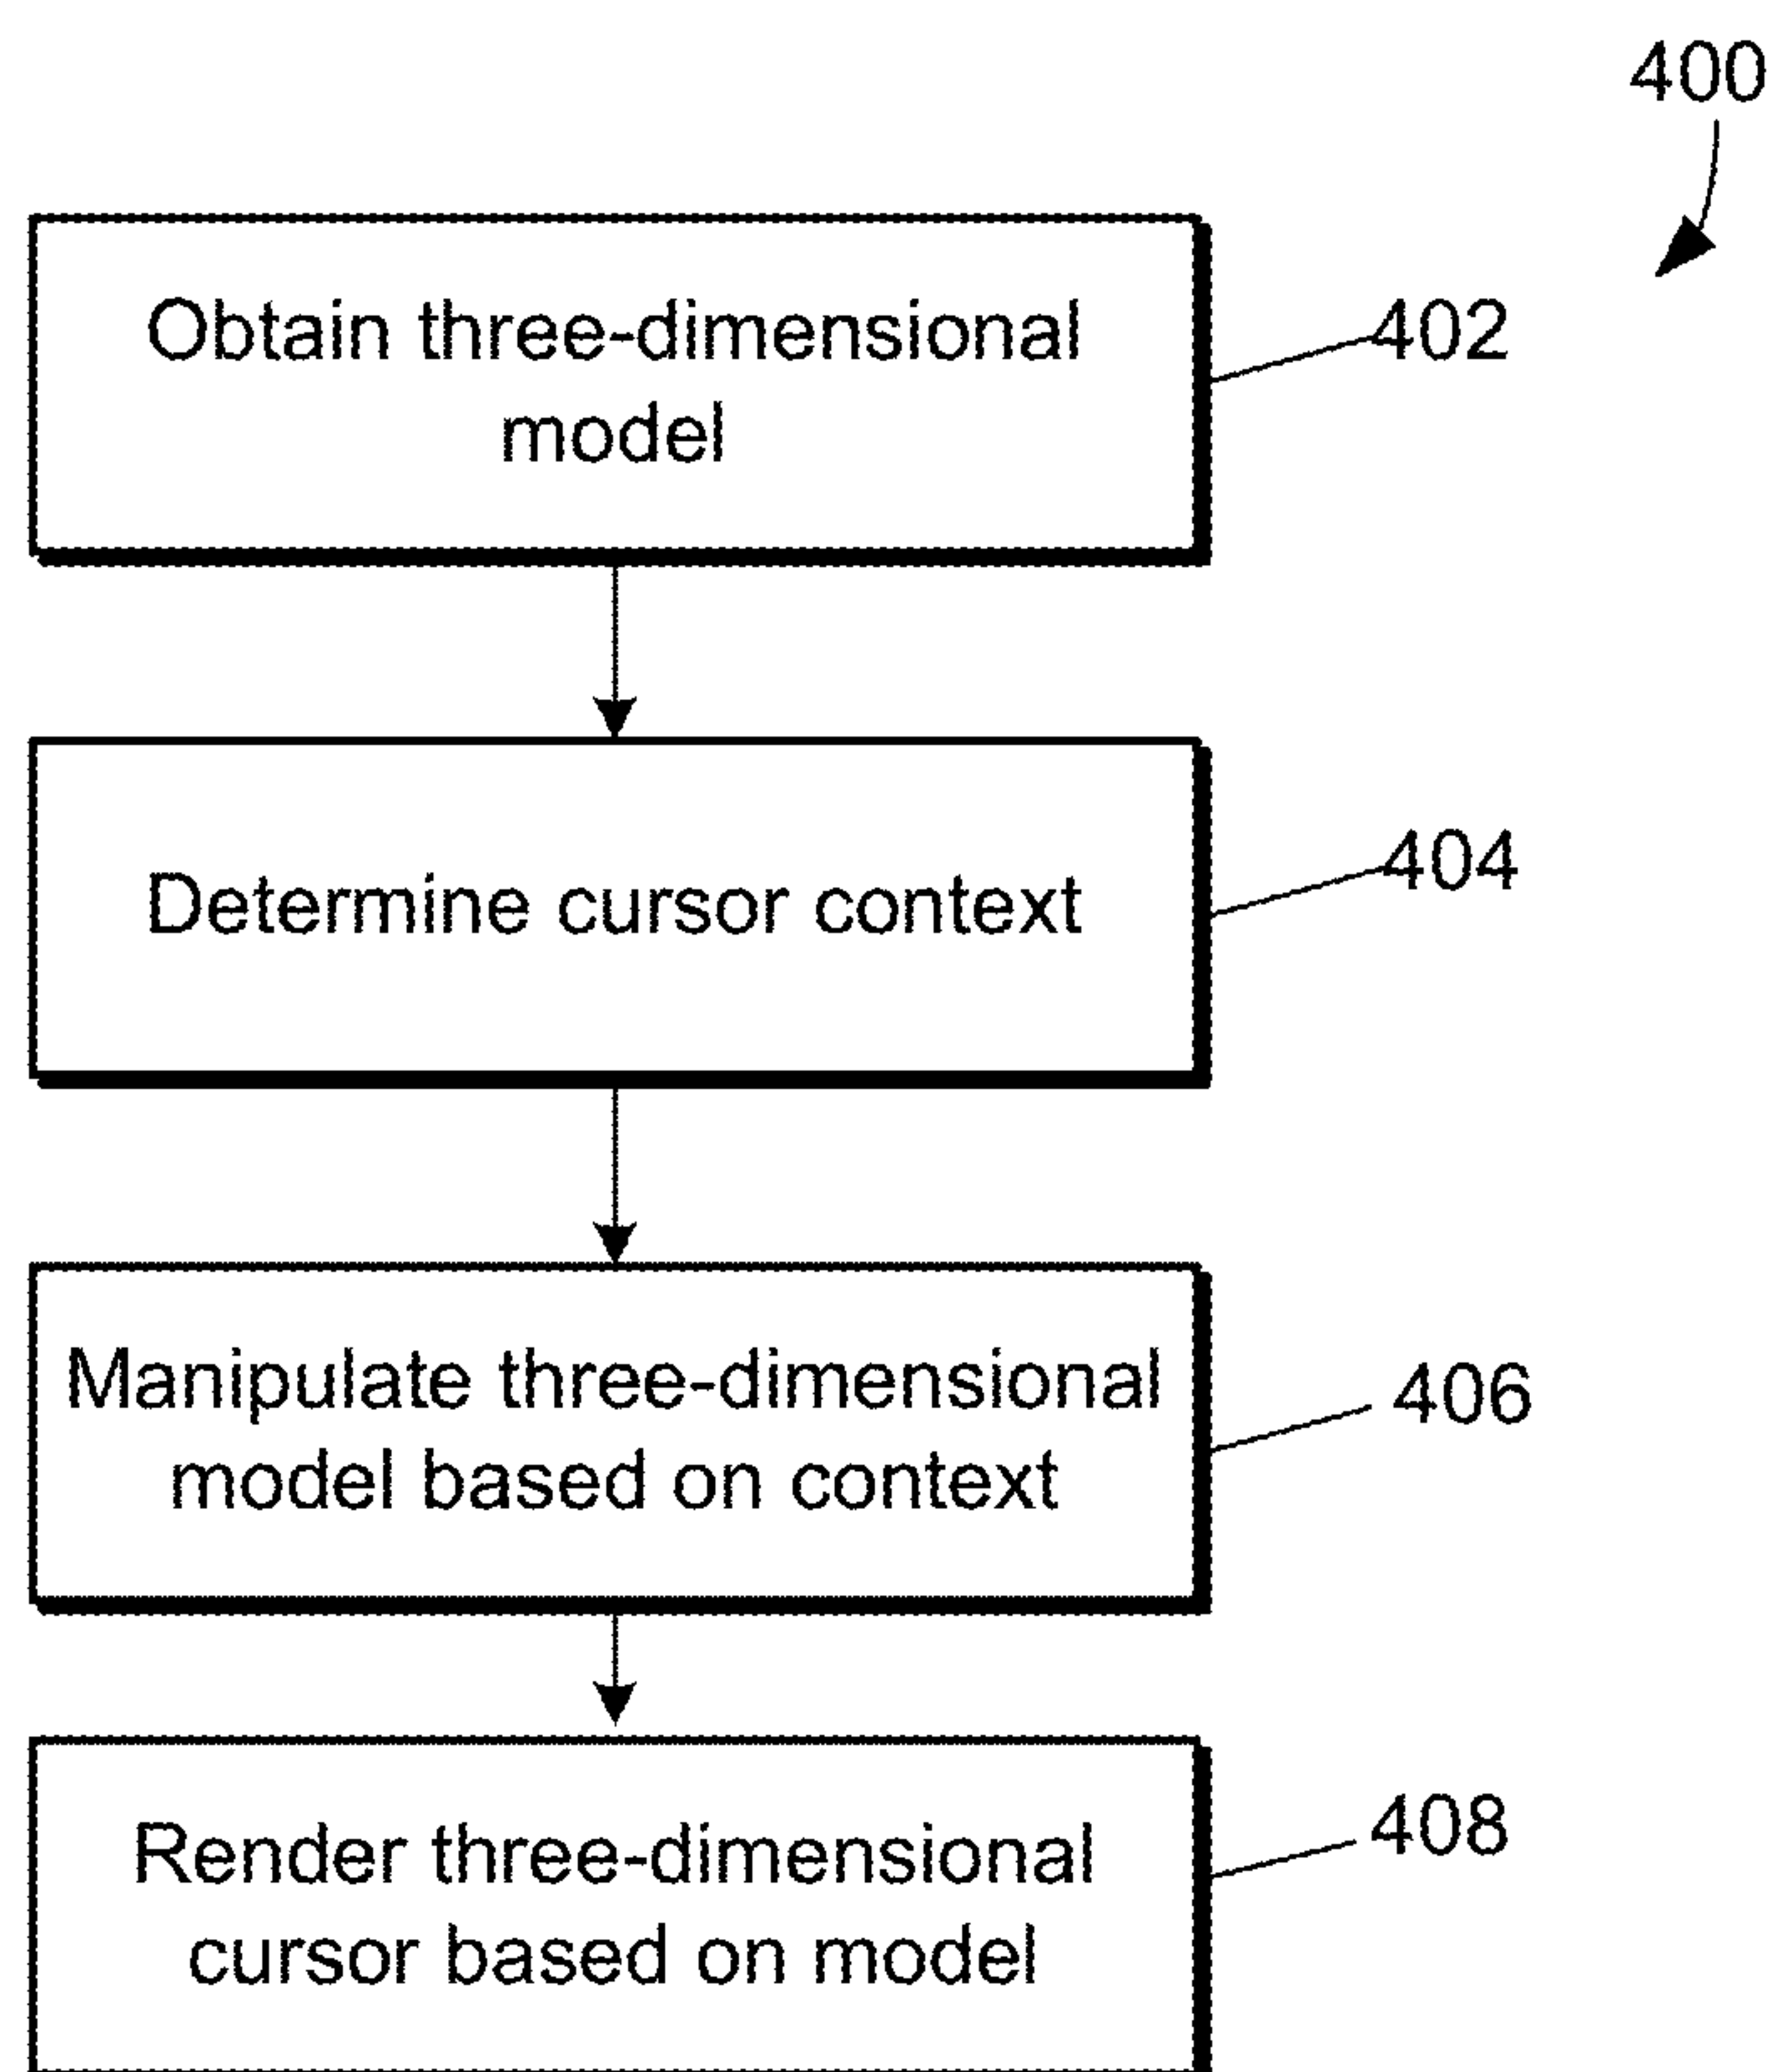 400
Obtain three-dimensional
model
402
Determine cursor context
404
Manipulate three-dimensional
model based on context
406
Render three-dimensional
cursor based on model
408